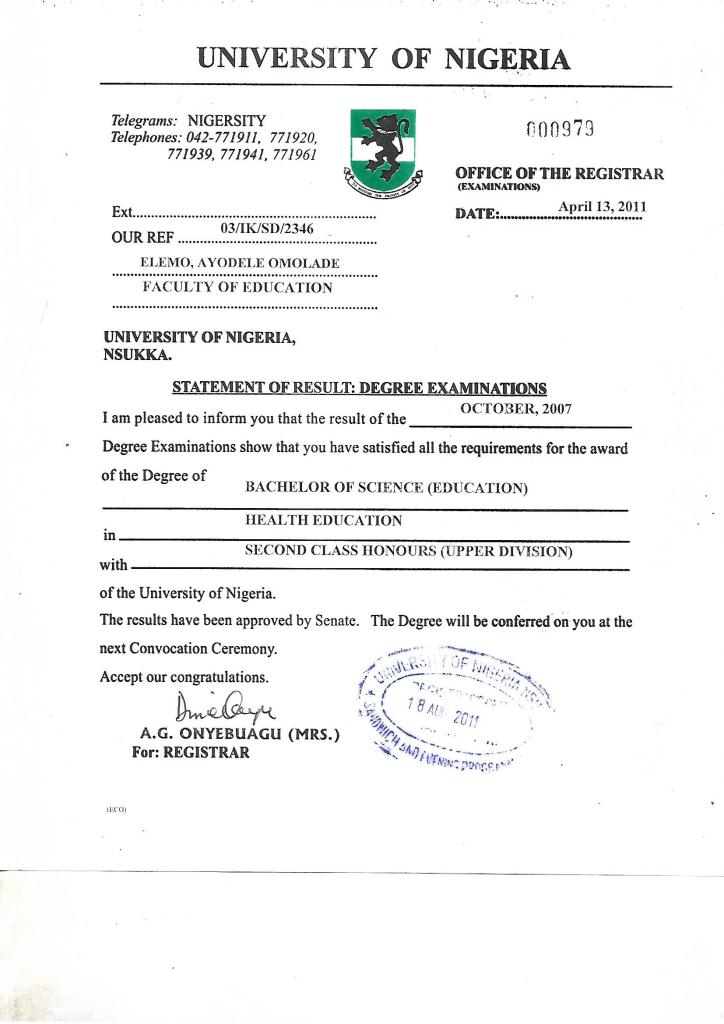 UNIVERSITY OF NIGERIA
Telegrams: NIGERSITY
Telephones: 042-771911, 771920,
771939, 771941, 771961
000979
OFFICE OF THE REGISTRAR
(EXAMINATIONS)
DATE:..........April 13, 2011
Ext..........
OUR REF ..........03/IK/SD/2346
ELEMO, AYODELE OMOLADE
FACULTY OF EDUCATION
UNIVERSITY OF NIGERIA,
NSUKKA.
STATEMENT OF RESULT: DEGREE EXAMINATIONS
I am pleased to inform you that the result of the OCTOBER, 2007
Degree Examinations show that you have satisfied all the requirements for the award
of the Degree of BACHELOR OF SCIENCE (EDUCATION)
in HEALTH EDUCATION
with SECOND CLASS HONOURS (UPPER DIVISION)
of the University of Nigeria.
The results have been approved by Senate. The Degree will be conferred on you at the
next Convocation Ceremony.
Accept our congratulations.
A.G. ONYEBUAGU (MRS.)
For: REGISTRAR
UNIVERSITY OF NIGERIA
18 AUG 2011
SANDWICH AND EVENING
(ECO)